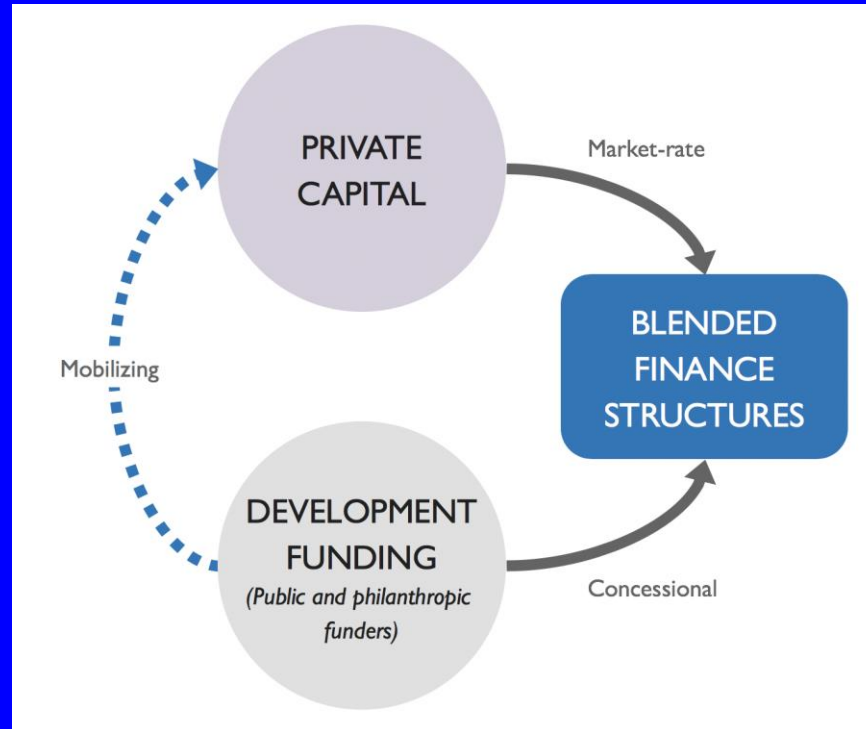 PRIVATE
CAPITAL
Market-rate
BLENDED
FINANCE
STRUCTURES
Mobilizing
DEVELOPMENT
FUNDING
(Public and philanthropic
funders)
Concessional